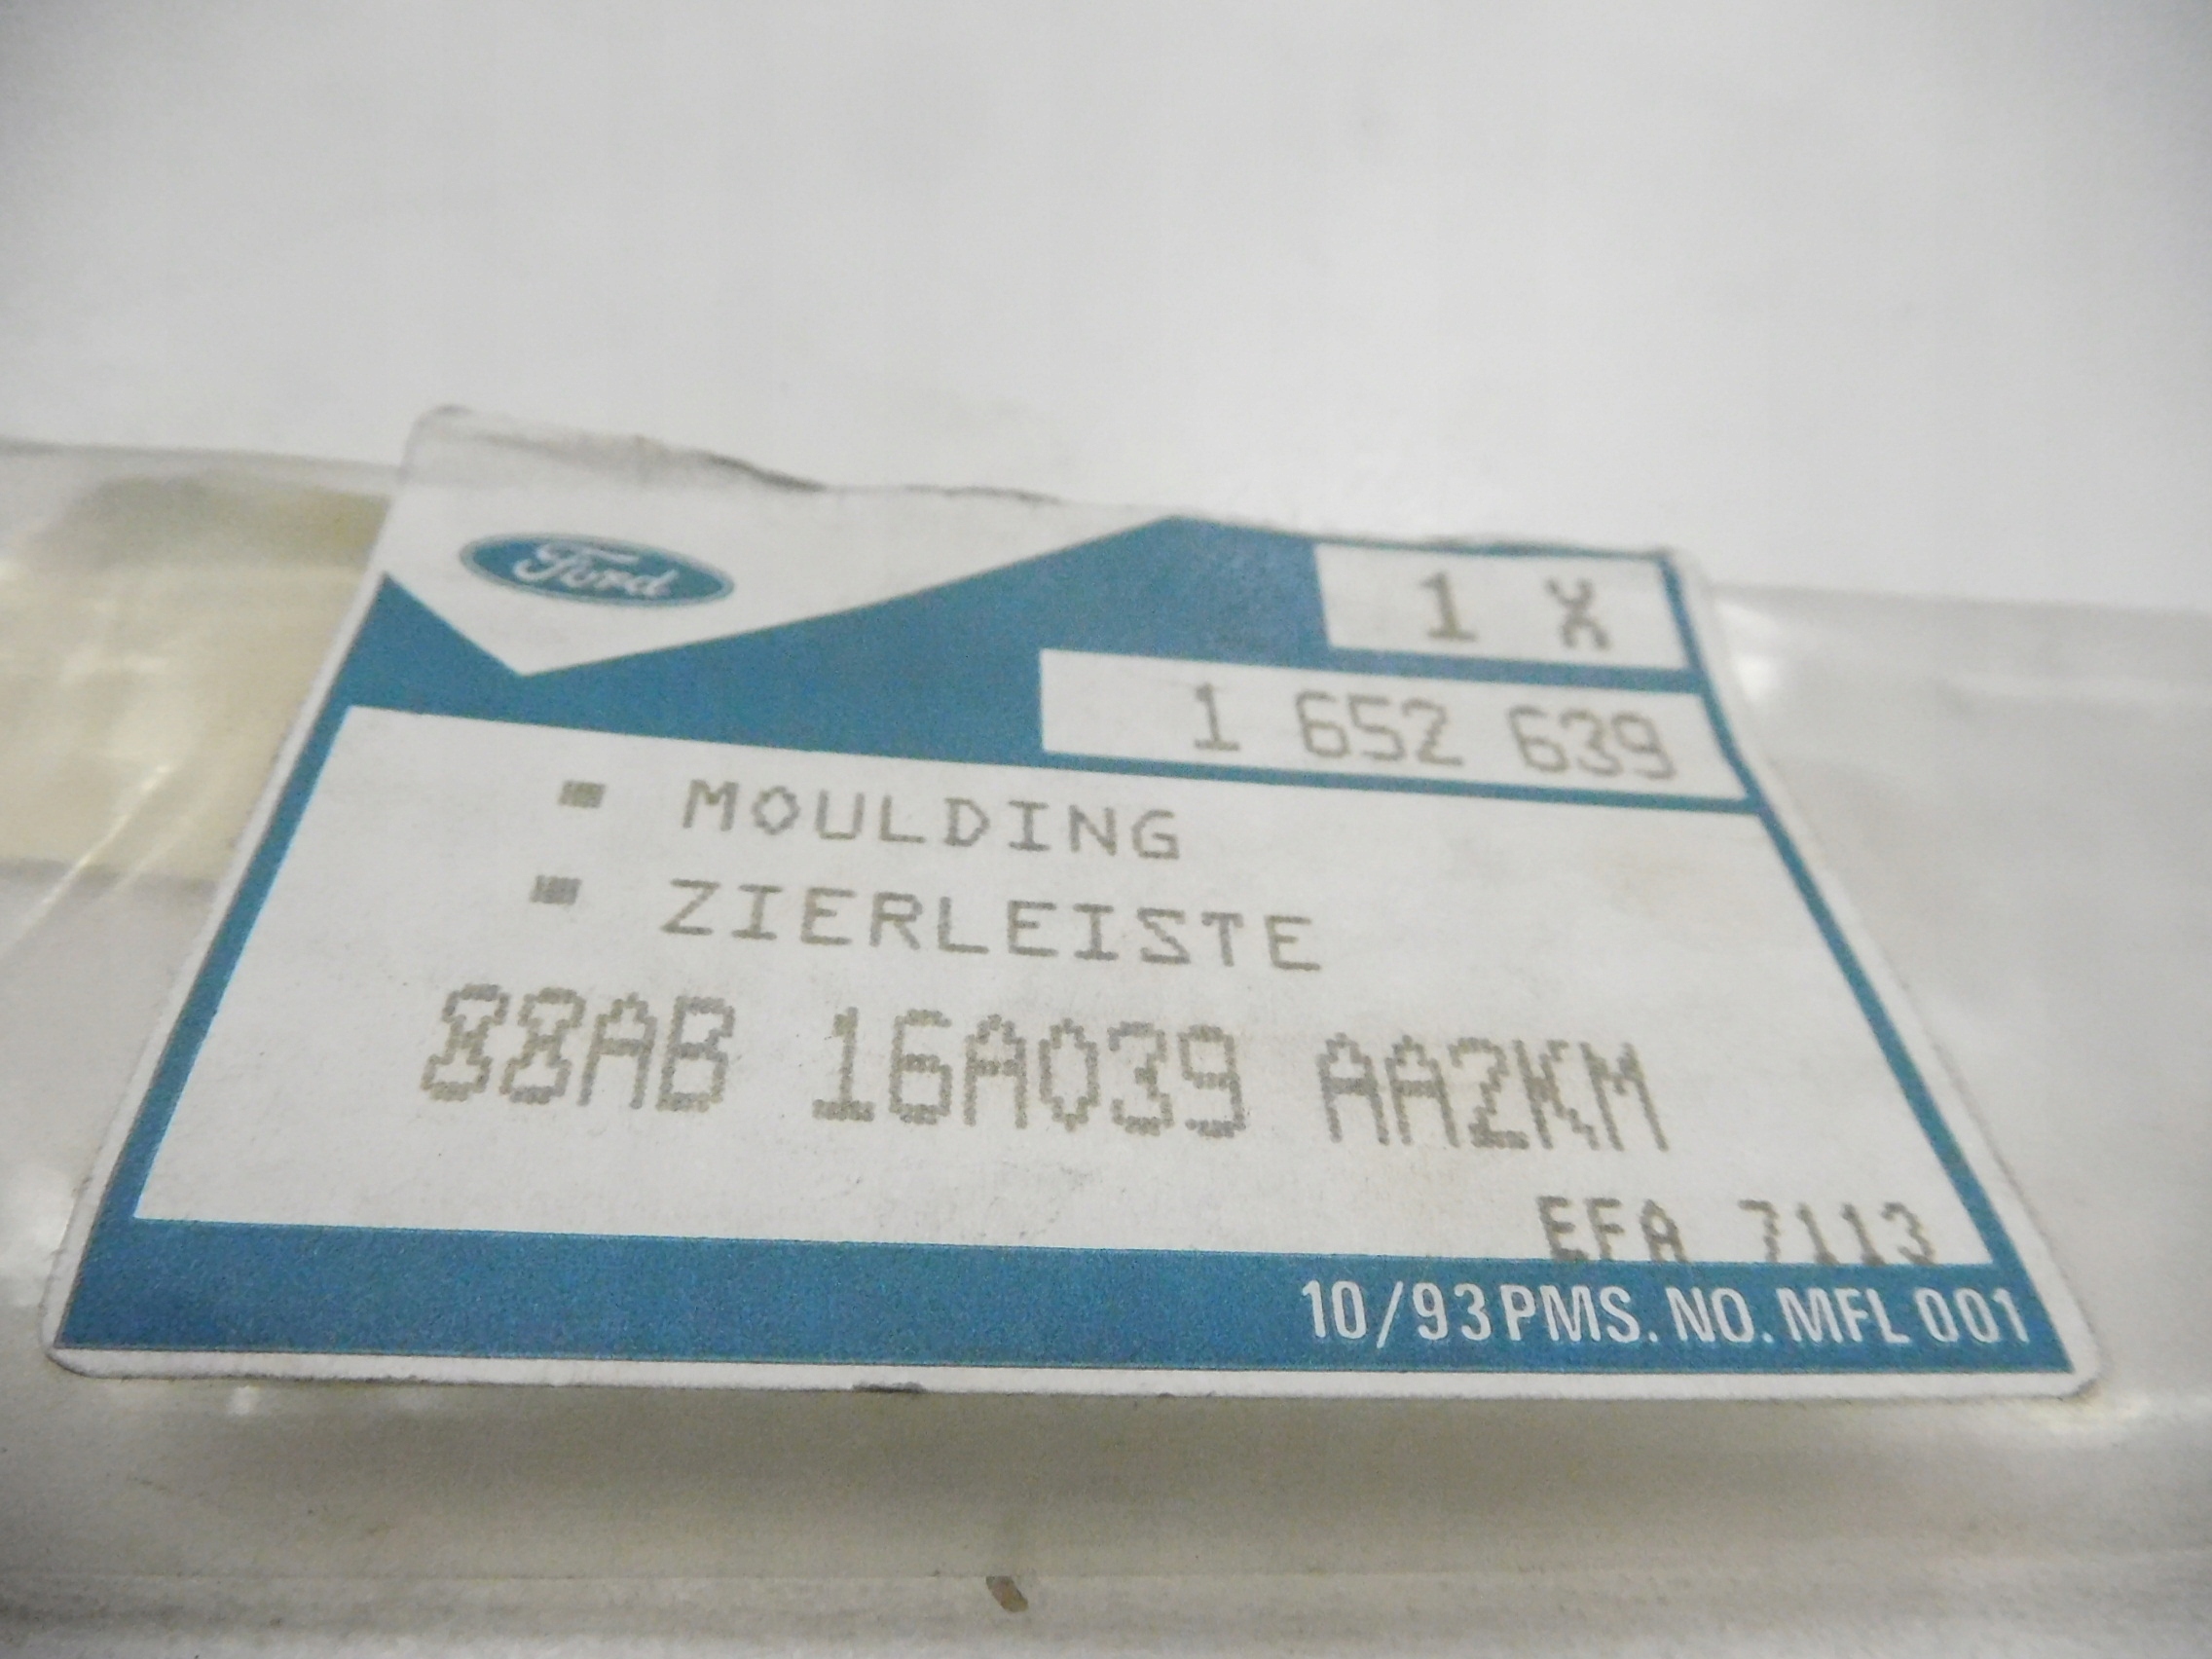 Ford
1 X
1 652 639
- MOULDING
- ZIERLEISTE
88AB 16A039 AA2KM
EFA 7113
10/93 PMS. NO. MFL 001